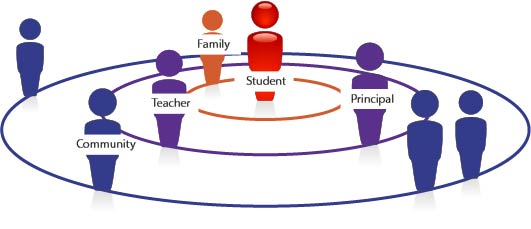 Family
Student
Teacher
Principal
Community